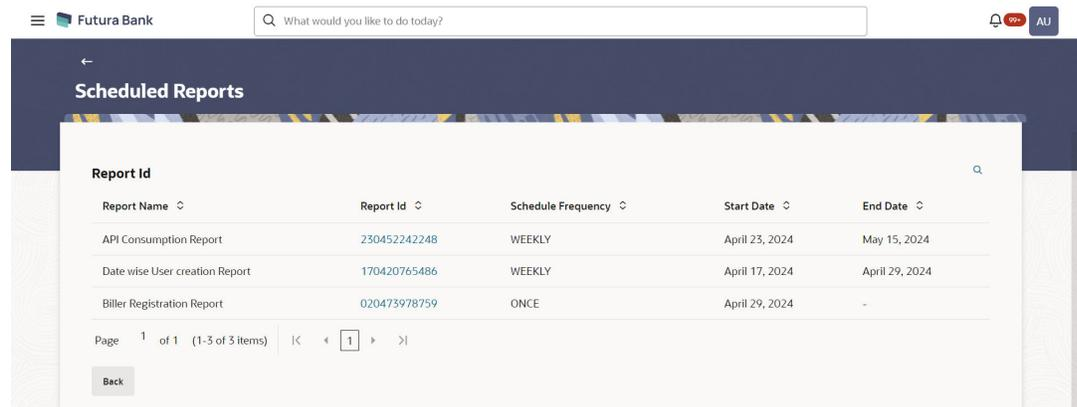 Futura Bank What would you like to do today? 99+ AU
Scheduled Reports
Report Id
Report Name Report Id Schedule Frequency Start Date End Date
API Consumption Report 230452242248 WEEKLY April 23, 2024 May 15, 2024
Date wise User creation Report 170420765486 WEEKLY April 17, 2024 April 29, 2024
Biller Registration Report 020473978759 ONCE April 29, 2024 -
Page 1 of 1 (1-3 of 3 items) 1
Back